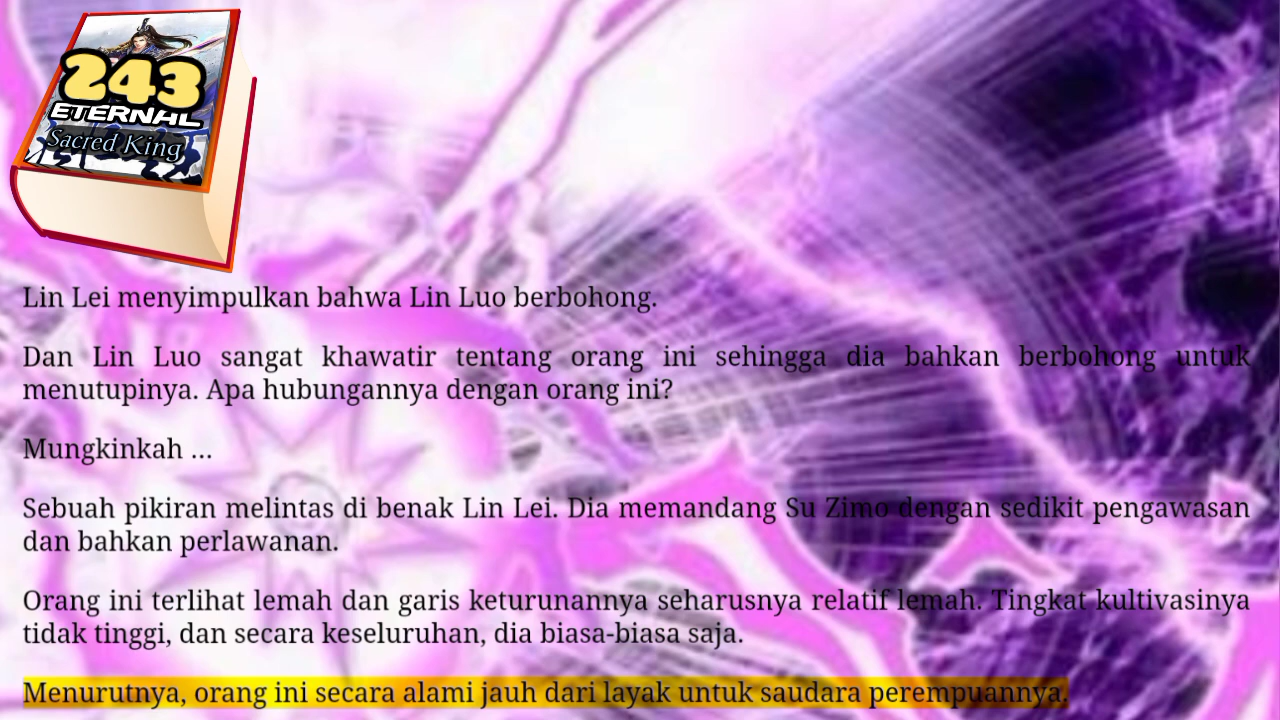 243
ETERNAL
Sacred King
Lin Lei menyimpulkan bahwa Lin Luo berbohong.
Dan Lin Luo sangat khawatir tentang orang ini sehingga dia bahkan berbohong untuk
menutupinya. Apa hubungannya dengan orang ini?
Mungkinkah ...
Sebuah pikiran melintas di benak Lin Lei. Dia memandang Su Zimo dengan sedikit pengawasan
dan bahkan perlawanan.
Orang ini terlihat lemah dan garis keturunannya seharusnya relatif lemah. Tingkat kultivasinya
tidak tinggi, dan secara keseluruhan, dia biasa-biasa saja.
Menurutnya, orang ini secara alami jauh dari layak untuk saudara perempuannya.